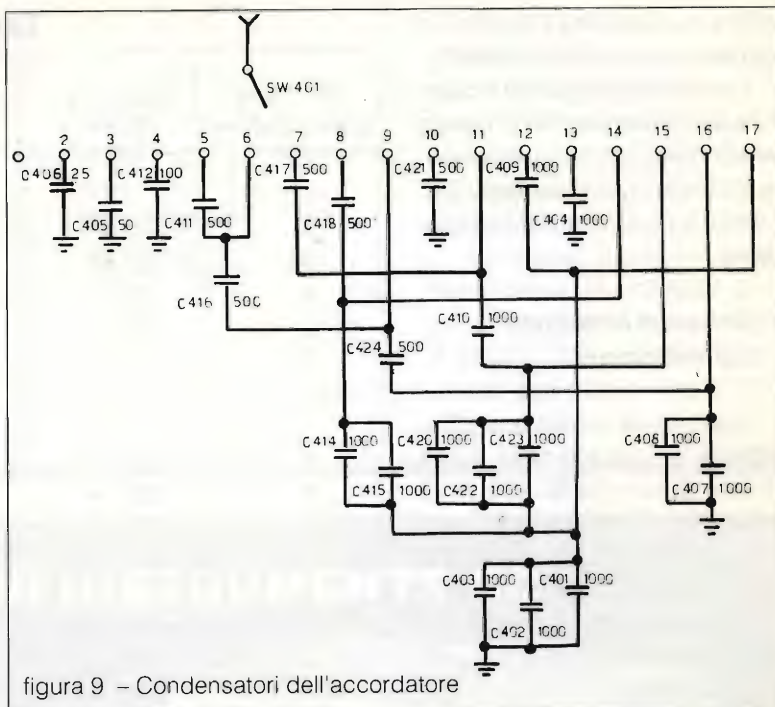 SW 401
2 3 4 5 6 7 8 9 10 11 12 13 14 15 16 17
C406 25
C405 50
C412 100
C411 500
C417 500
C418 500
C421 500
C409 1000
C404 1000
C416 500
C410 1000
C424 500
C414 1000
C415 1000
C420 1000
C422 1000
C423 1000
C408 1000
C407 1000
C403 1000
C402 1000
C401 1000
figura 9 – Condensatori dell'accordatore